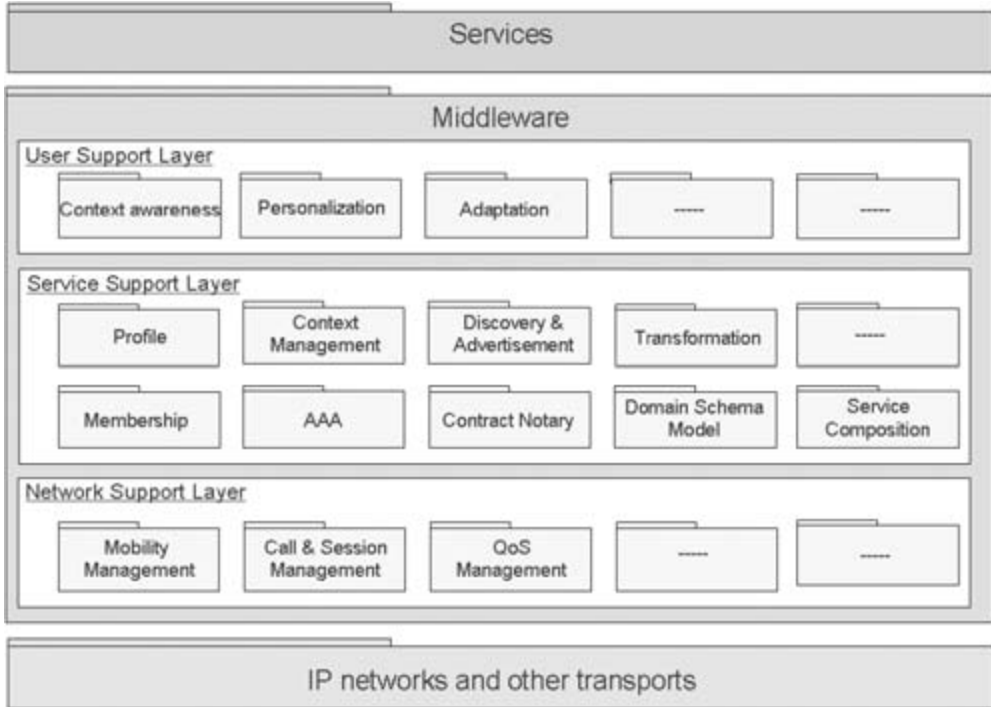 Services
Middleware
User Support Layer
Context awareness
Personalization
Adaptation
-----
-----
Service Support Layer
Profile
Context
Management
Discovery &
Advertisement
Transformation
-----
Membership
AAA
Contract Notary
Domain Schema
Model
Service
Composition
Network Support Layer
Mobility
Management
Call & Session
Management
QoS
Management
-----
-----
IP networks and other transports